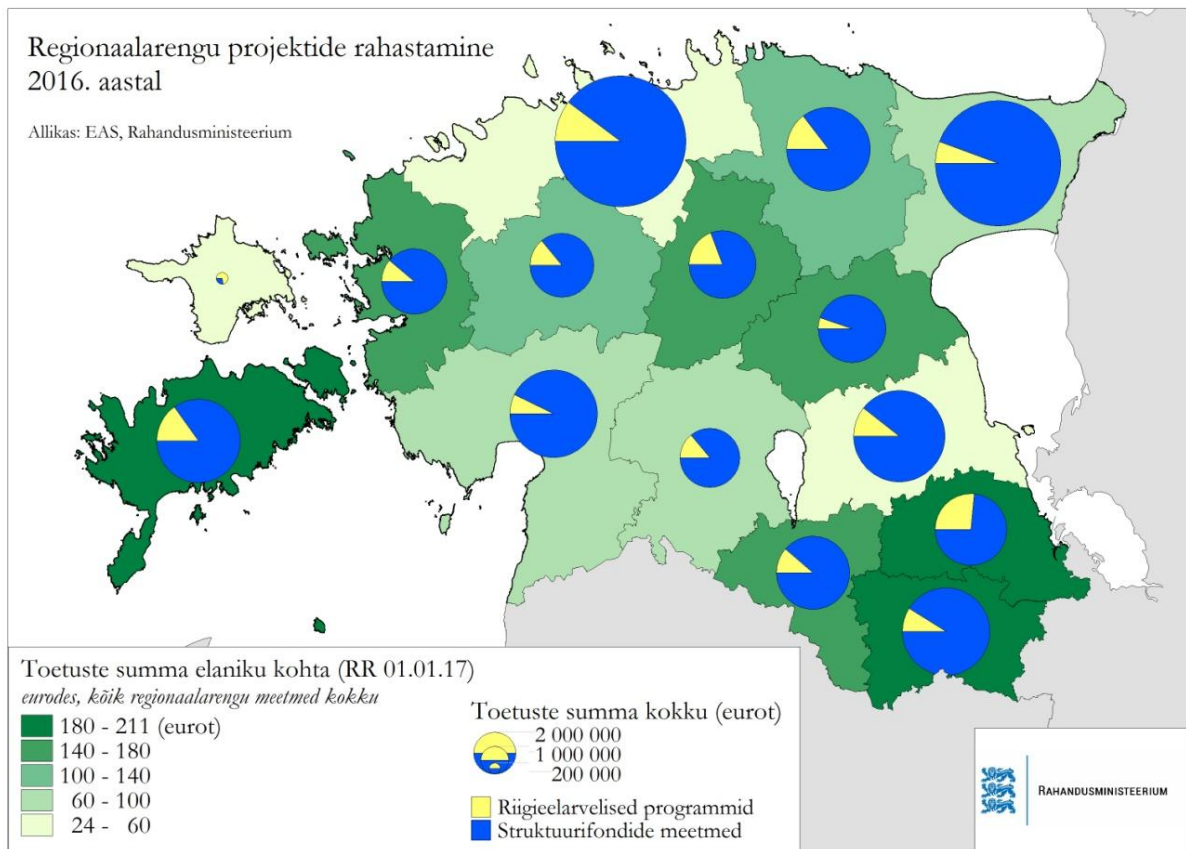 Regionaalarengu projektide rahastamine
2016. aastal
Allikas: EAS, Rahandusministeerium
Toetuste summa elaniku kohta (RR 01.01.17)
eurodes, kõik regionaalarengu meetmed kokku
180 - 211 (eurot)
140 - 180
100 - 140
60 - 100
24 - 60
Toetuste summa kokku (eurot)
2 000 000
1 000 000
200 000
Riigieelarvelised programmid
Struktuurifondide meetmed
RAHANDUSMINISTEERIUM